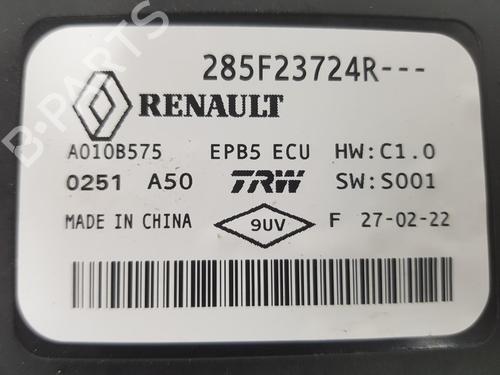 285F23724R---
RENAULT
A010B575 EPB5 ECU HW:C1.0
0251 A50 TRW SW:S001
MADE IN CHINA 9UV F 27-02-22
B-PARTS